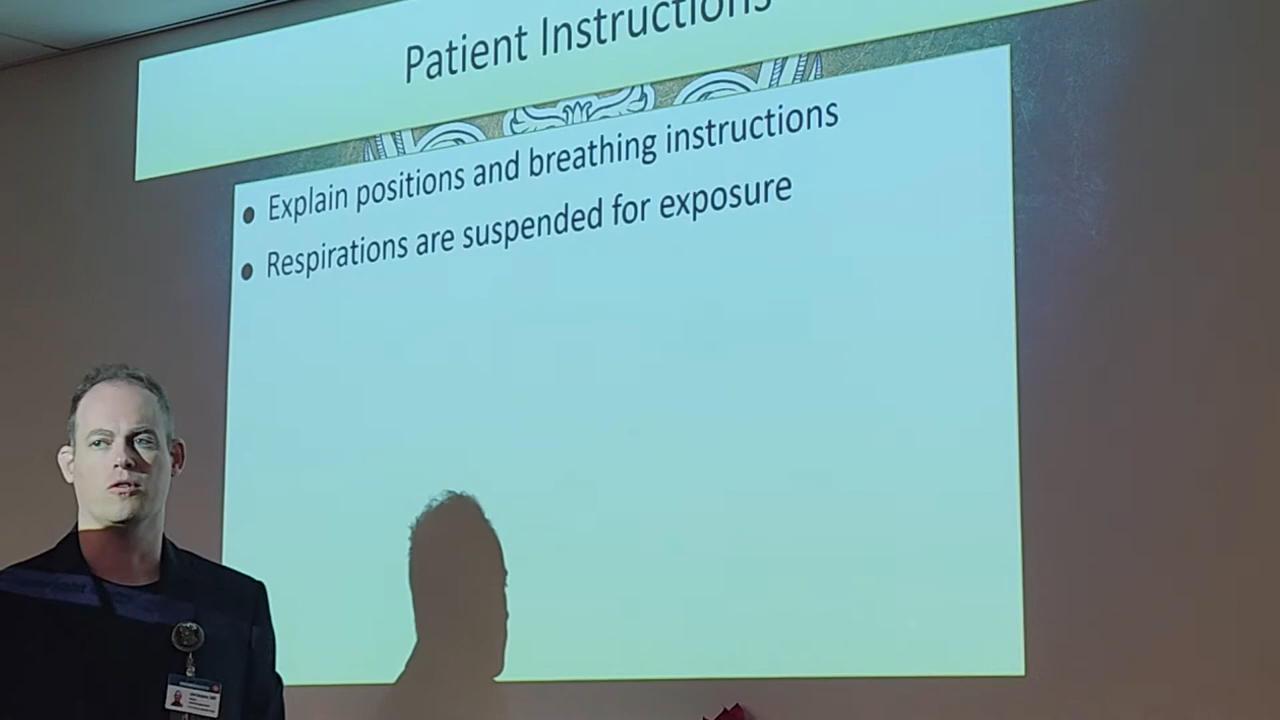 Patient Instructions
Explain positions and breathing instructions
Respirations are suspended for exposure